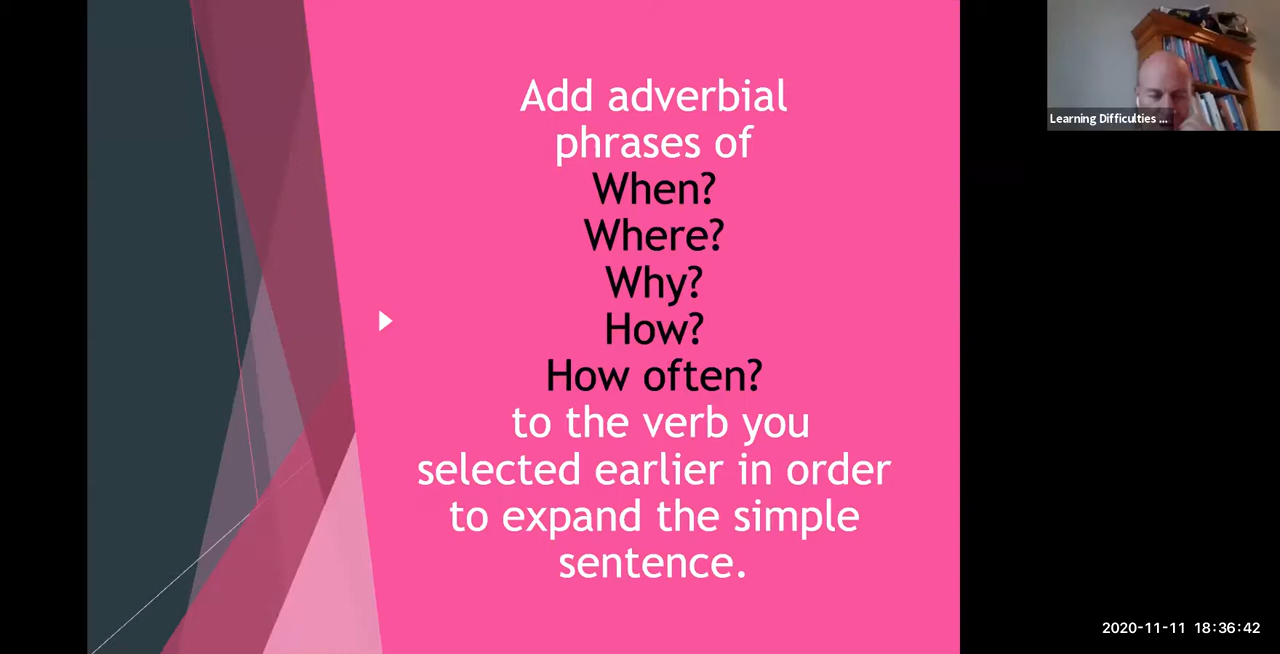 Add adverbial
phrases of
When?
Where?
Why?
How?
How often?
to the verb you
selected earlier in order
to expand the simple
sentence.
Learning Difficulties ...
2020-11-11 18:36:42